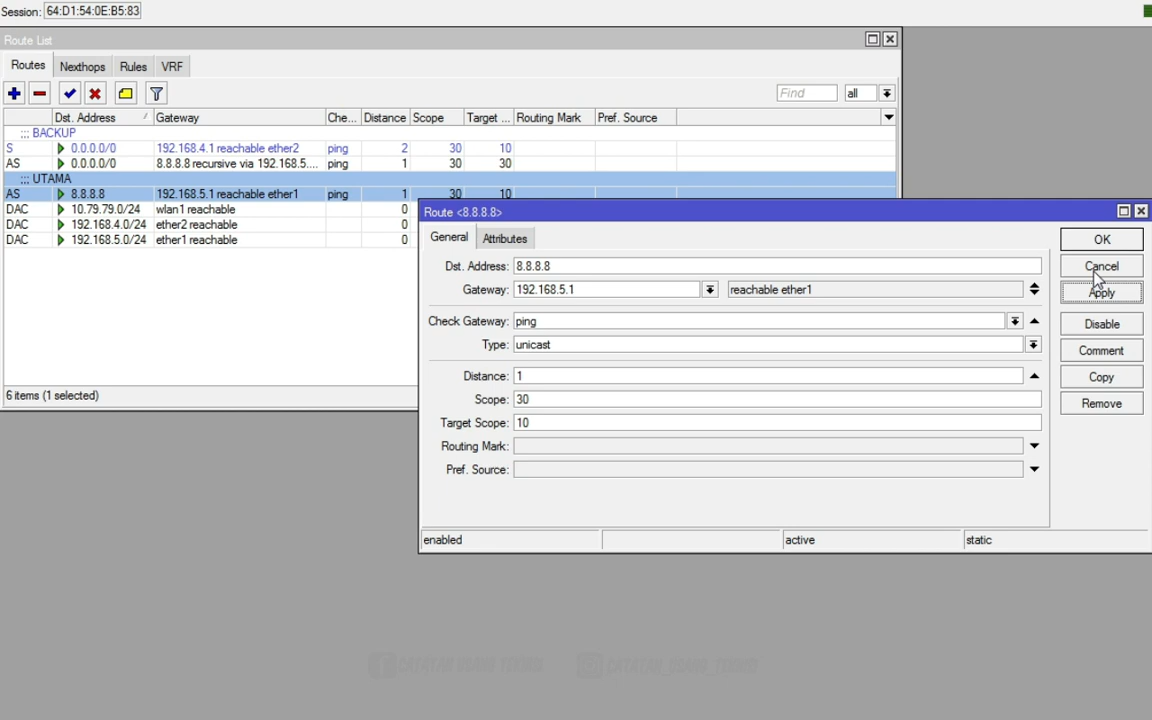 Session: 64:D1:54:0E:B5:83
Route List
Routes Nexthops Rules VRF
Find all
Dst. Address Gateway Che... Distance Scope Target ... Routing Mark Pref. Source
::: BACKUP
S 0.0.0.0/0 192.168.4.1 reachable ether2 ping 2 30 10
AS 0.0.0.0/0 8.8.8.8 recursive via 192.168.5.... ping 1 30 30
::: UTAMA
AS 8.8.8.8 192.168.5.1 reachable ether1 ping 1 30 10
DAC 10.79.79.0/24 wlan1 reachable 0
DAC 192.168.4.0/24 ether2 reachable 0
DAC 192.168.5.0/24 ether1 reachable 0
6 items (1 selected)
Route <8.8.8.8>
General Attributes
Dst. Address: 8.8.8.8
Gateway: 192.168.5.1 reachable ether1
Check Gateway: ping
Type: unicast
Distance: 1
Scope: 30
Target Scope: 10
Routing Mark:
Pref. Source:
OK
Cancel
Apply
Disable
Comment
Copy
Remove
enabled active static